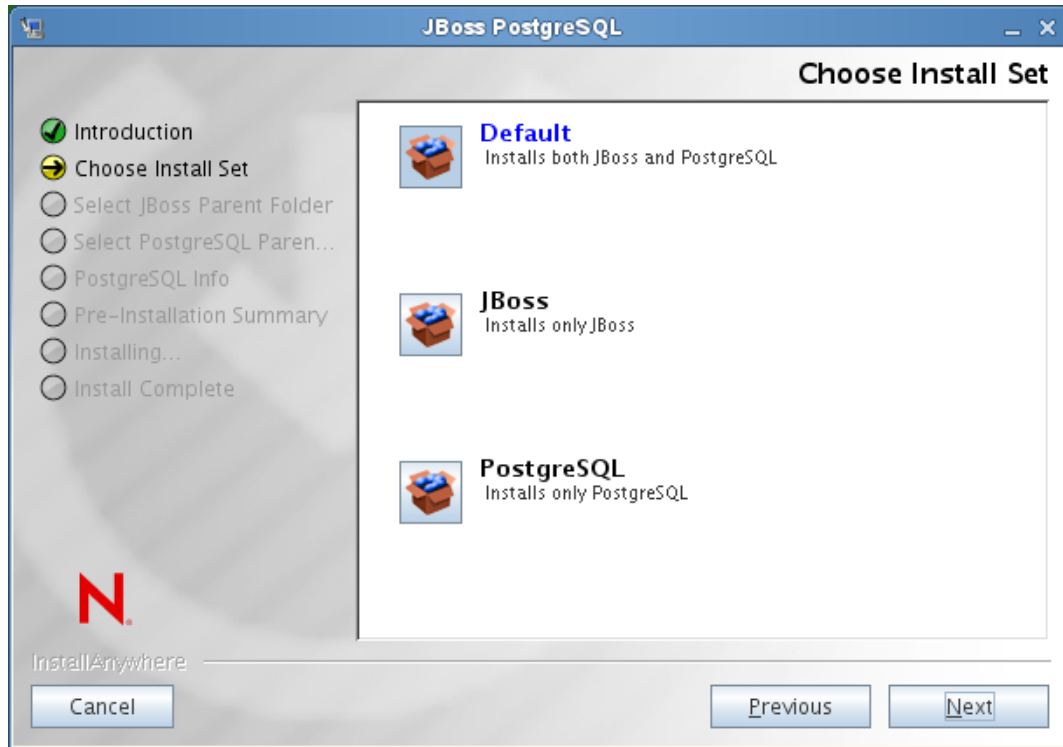 JBoss PostgreSQL
Choose Install Set
Introduction
Choose Install Set
Select JBoss Parent Folder
Select PostgreSQL Paren...
PostgreSQL Info
Pre-Installation Summary
Installing...
Install Complete
Default
Installs both JBoss and PostgreSQL
JBoss
Installs only JBoss
PostgreSQL
Installs only PostgreSQL
N.
InstallAnywhere
Cancel
Previous
Next